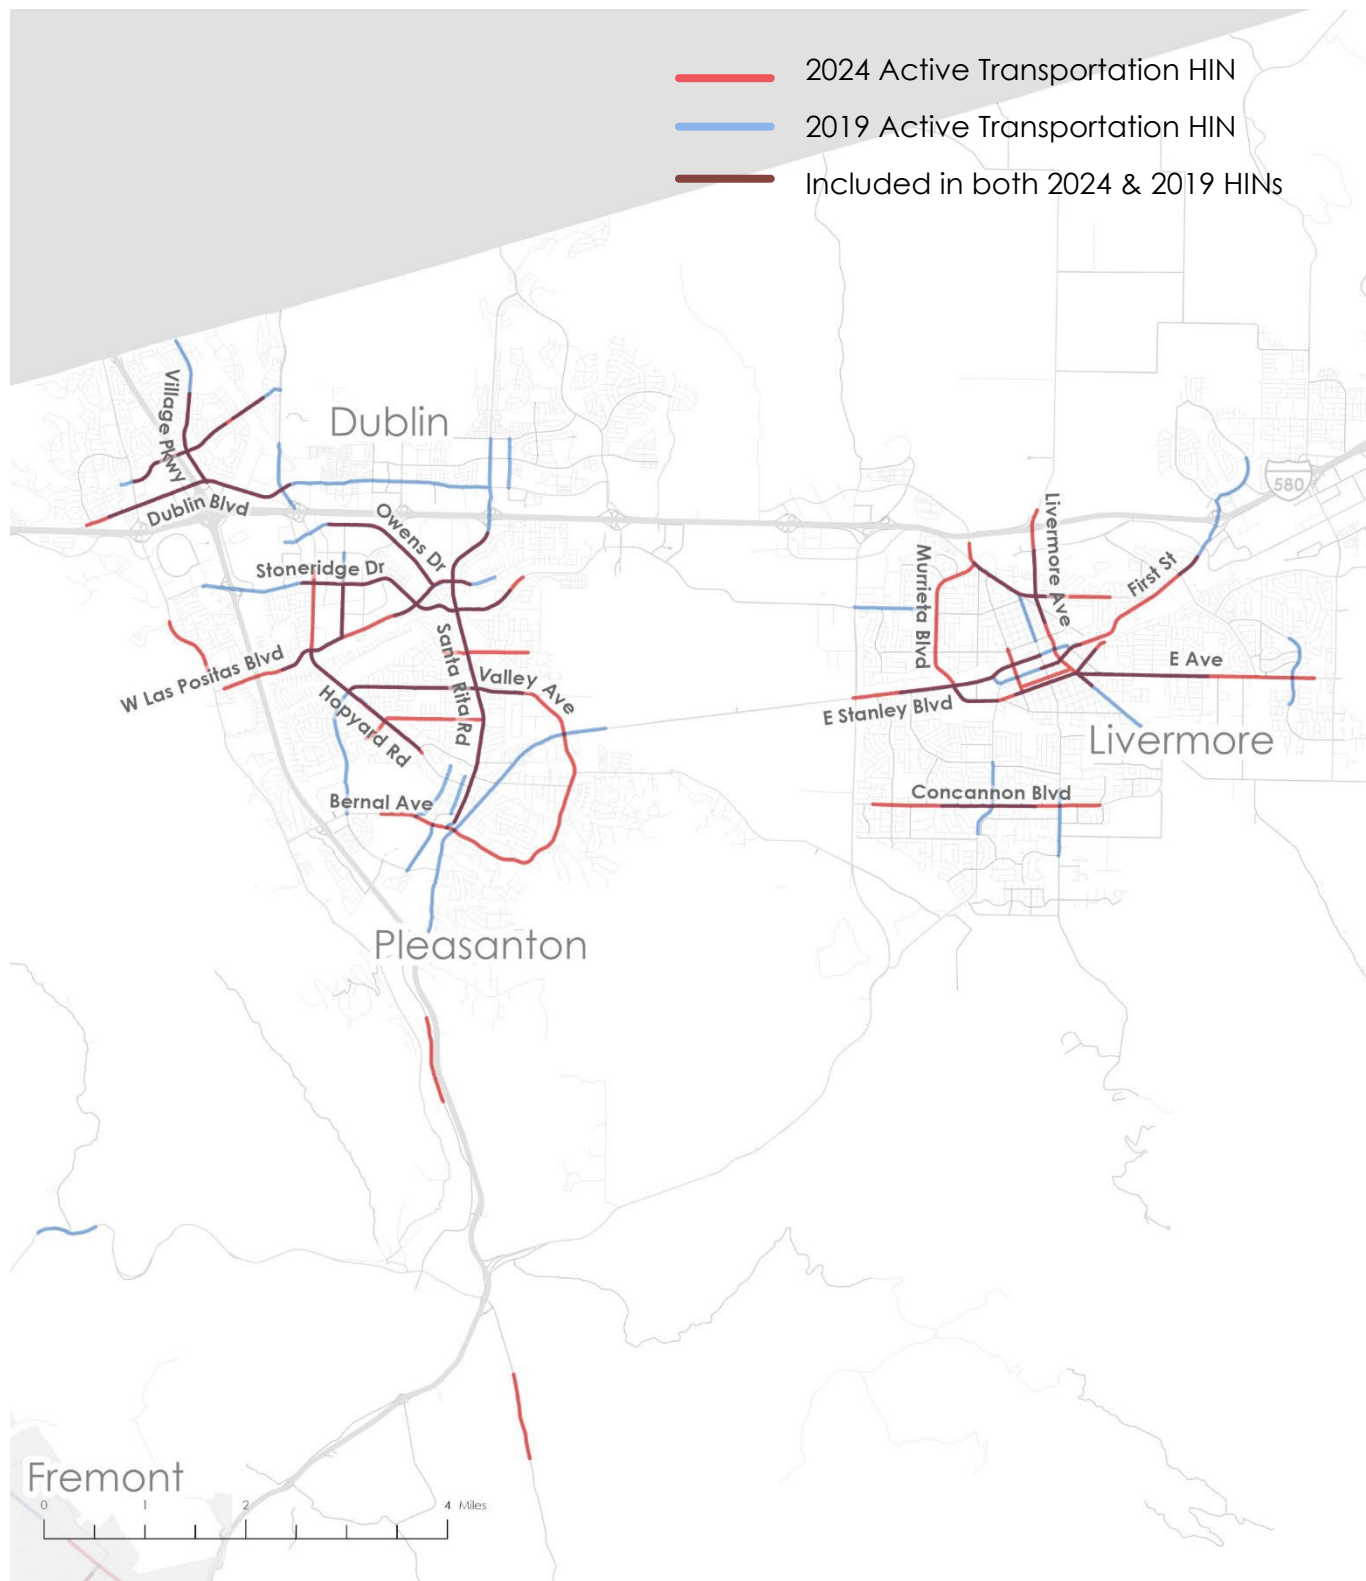 2024 Active Transportation HIN
2019 Active Transportation HIN
Included in both 2024 & 2019 HINs
Village Pkwy
Dublin
Dublin Blvd
Owens Dr
580
Livermore Ave
Stoneridge Dr
Murrieta Blvd
First St
Santa Rita Rd
W Las Positas Blvd
Valley Ave
E Ave
Hopyard Rd
E Stanley Blvd
Livermore
Bernal Ave
Concannon Blvd
Pleasanton
Fremont
0 1 2 4 Miles